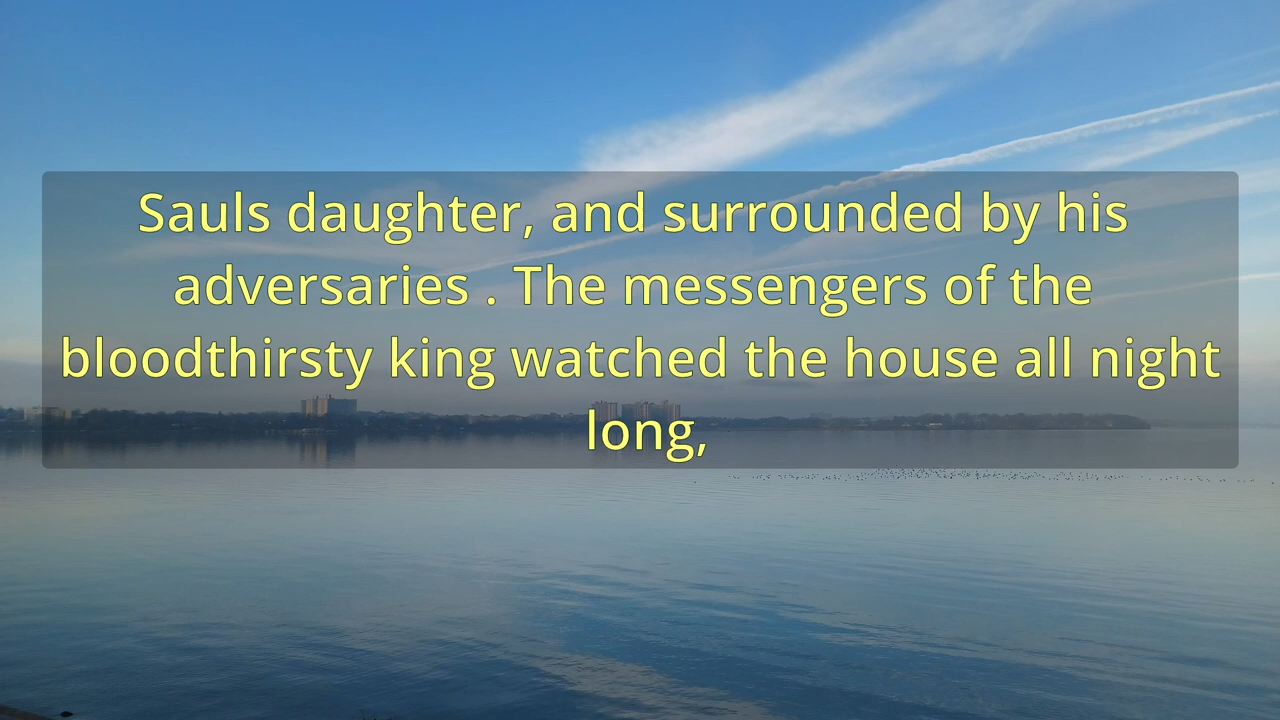 Sauls daughter, and surrounded by his
adversaries . The messengers of the
bloodthirsty king watched the house all night
long,